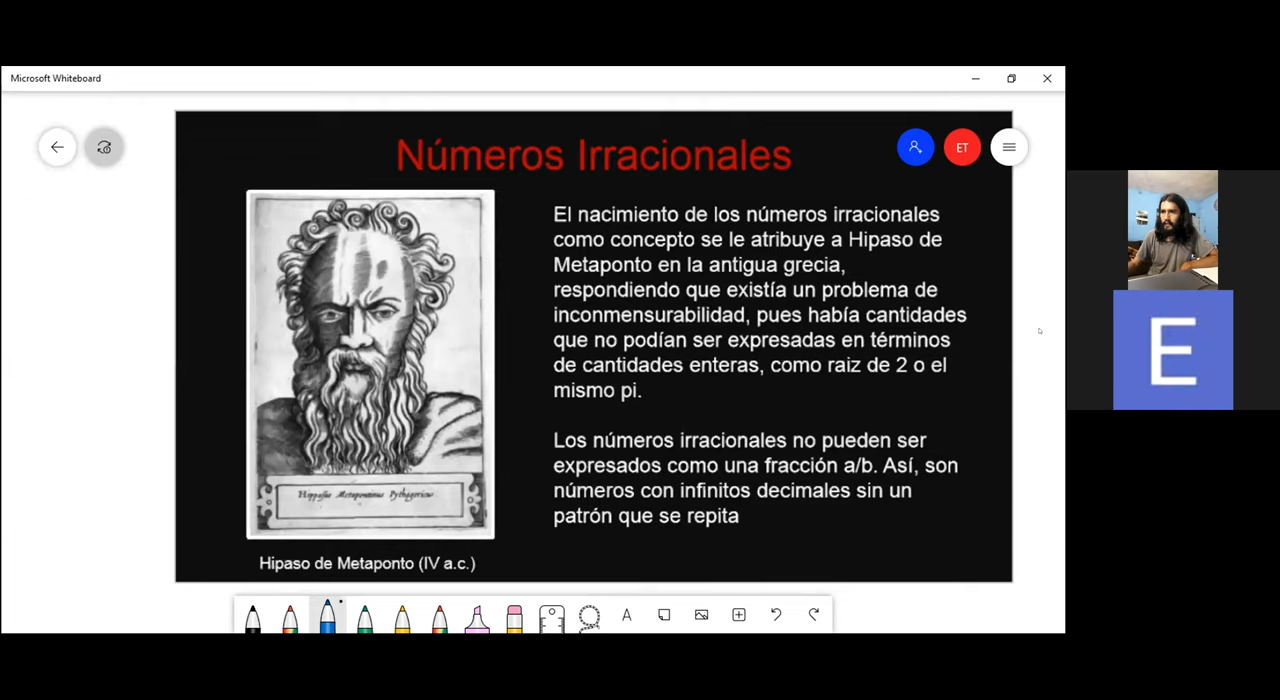 Microsoft Whiteboard
Números Irracionales
ET
El nacimiento de los números irracionales
como concepto se le atribuye a Hipaso de
Metaponto en la antigua grecia,
respondiendo que existía un problema de
inconmensurabilidad, pues había cantidades
que no podían ser expresadas en términos
de cantidades enteras, como raiz de 2 o el
mismo pi.
Los números irracionales no pueden ser
expresados como una fracción a/b. Así, son
números con infinitos decimales sin un
patrón que se repita
Hippasus Metapontinus Pythagoricus.
Hipaso de Metaponto (IV a.c.)
A
E